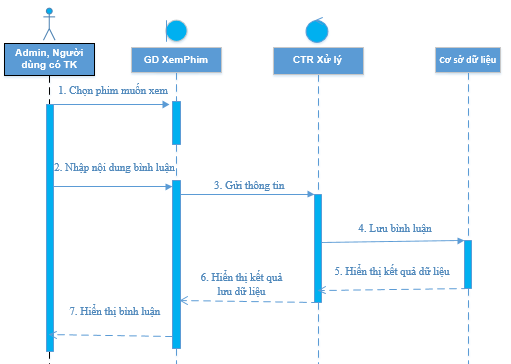 Admin, Người
dùng có TK
GD XemPhim
CTR Xử lý
Cơ sở dữ liệu
1. Chọn phim muốn xem
2. Nhập nội dung bình luận
3. Gửi thông tin
4. Lưu bình luận
5. Hiển thị kết quả dữ liệu
6. Hiển thị kết quả
lưu dữ liệu
7. Hiển thị bình luận